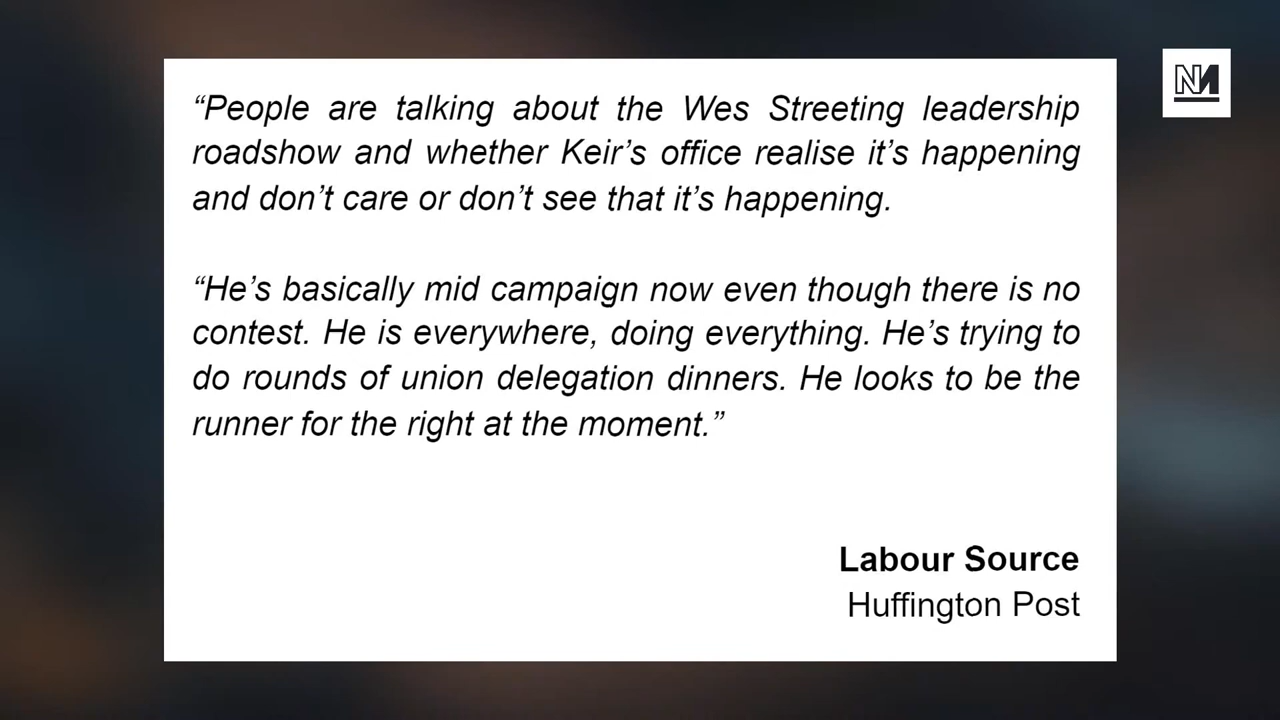 “People are talking about the Wes Streeting leadership
roadshow and whether Keir’s office realise it’s happening
and don’t care or don’t see that it’s happening.
“He’s basically mid campaign now even though there is no
contest. He is everywhere, doing everything. He’s trying to
do rounds of union delegation dinners. He looks to be the
runner for the right at the moment.”
Labour Source
Huffington Post
NM